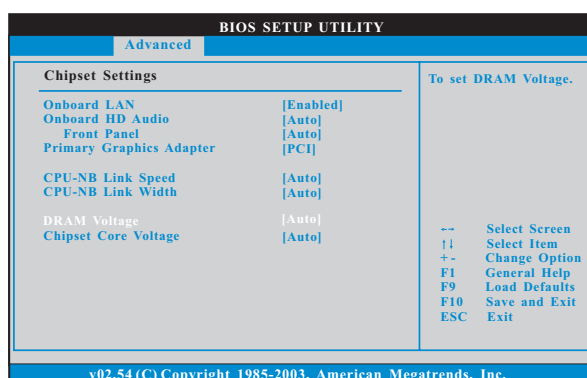 BIOS SETUP UTILITY
Advanced
Chipset Settings
Onboard LAN [Enabled]
Onboard HD Audio [Auto]
Front Panel [Auto]
Primary Graphics Adapter [PCI]
CPU-NB Link Speed [Auto]
CPU-NB Link Width [Auto]
DRAM Voltage [Auto]
Chipset Core Voltage [Auto]
To set DRAM Voltage.
←→ Select Screen
↑↓ Select Item
+- Change Option
F1 General Help
F9 Load Defaults
F10 Save and Exit
ESC Exit
v02.54 (C) Copyright 1985-2003, American Megatrends, Inc.